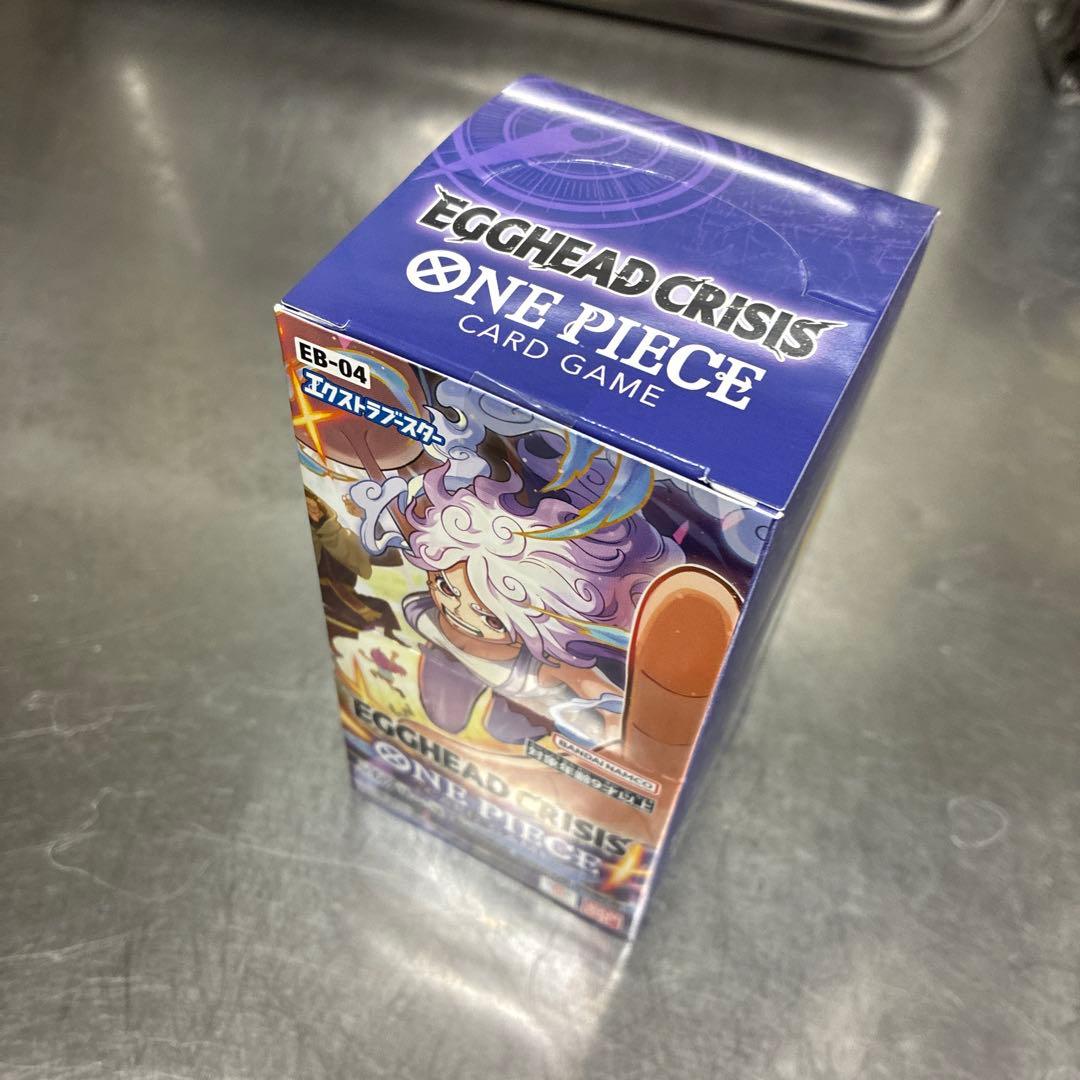 EGGHEAD CRISIS
ONE PIECE
CARD GAME
EB-04
エクストラブースター
BANDAI NAMCO
EGGHEAD CRISIS
ONE PIECE